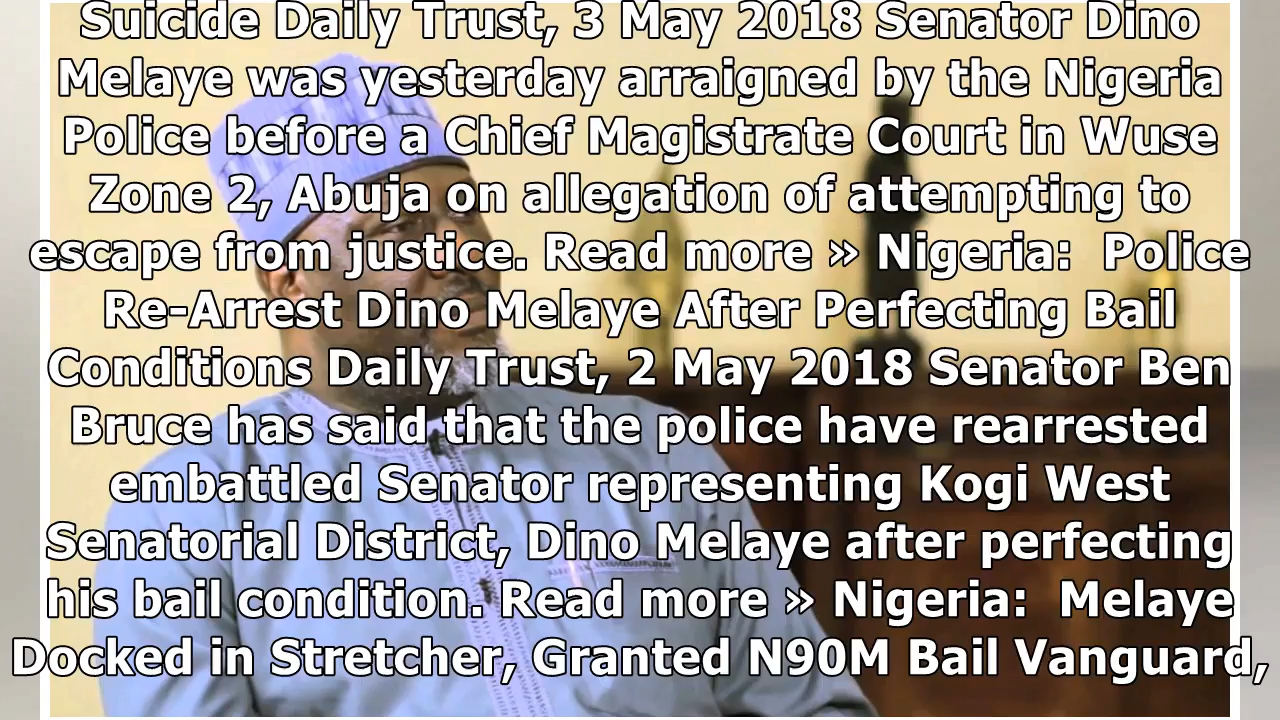 Suicide Daily Trust, 3 May 2018 Senator Dino
Melaye was yesterday arraigned by the Nigeria
Police before a Chief Magistrate Court in Wuse
Zone 2, Abuja on allegation of attempting to
escape from justice. Read more » Nigeria:  Police
Re-Arrest Dino Melaye After Perfecting Bail
Conditions Daily Trust, 2 May 2018 Senator Ben
Bruce has said that the police have rearrested
embattled Senator representing Kogi West
Senatorial District, Dino Melaye after perfecting
his bail condition. Read more » Nigeria:  Melaye
Docked in Stretcher, Granted N90M Bail Vanguard,